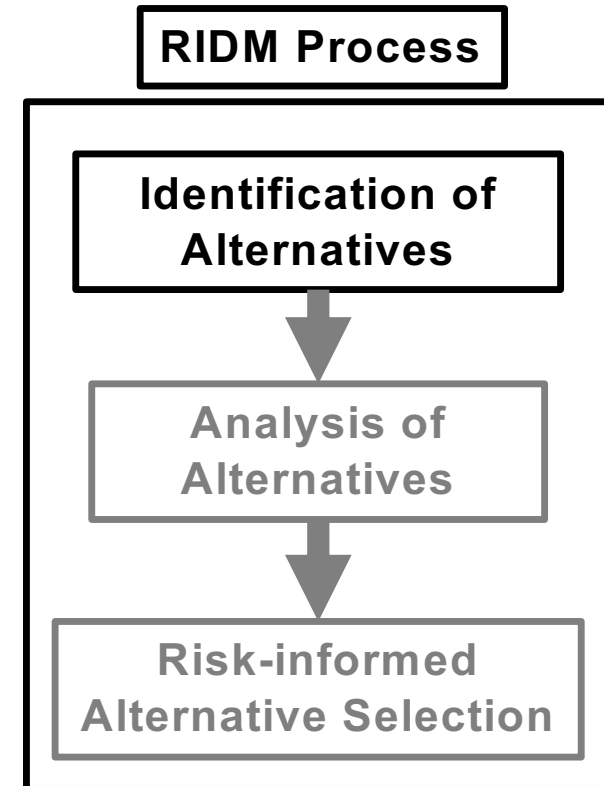 RIDM Process
Identification of
Alternatives
Analysis of
Alternatives
Risk-informed
Alternative Selection